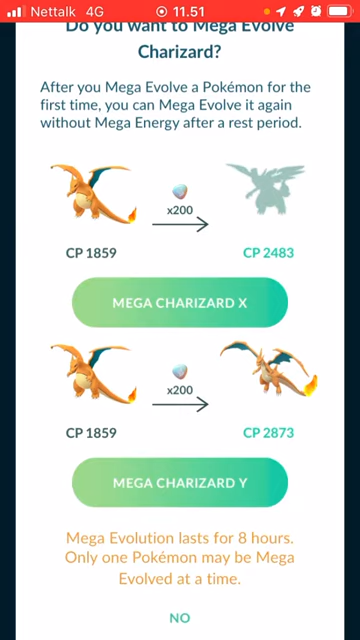 Nettalk 4G 11.51
Do you want to Mega Evolve
Charizard?
After you Mega Evolve a Pokémon for the
first time, you can Mega Evolve it again
without Mega Energy after a rest period.
x200
CP 1859 CP 2483
MEGA CHARIZARD X
x200
CP 1859 CP 2873
MEGA CHARIZARD Y
Mega Evolution lasts for 8 hours.
Only one Pokémon may be Mega
Evolved at a time.
NO